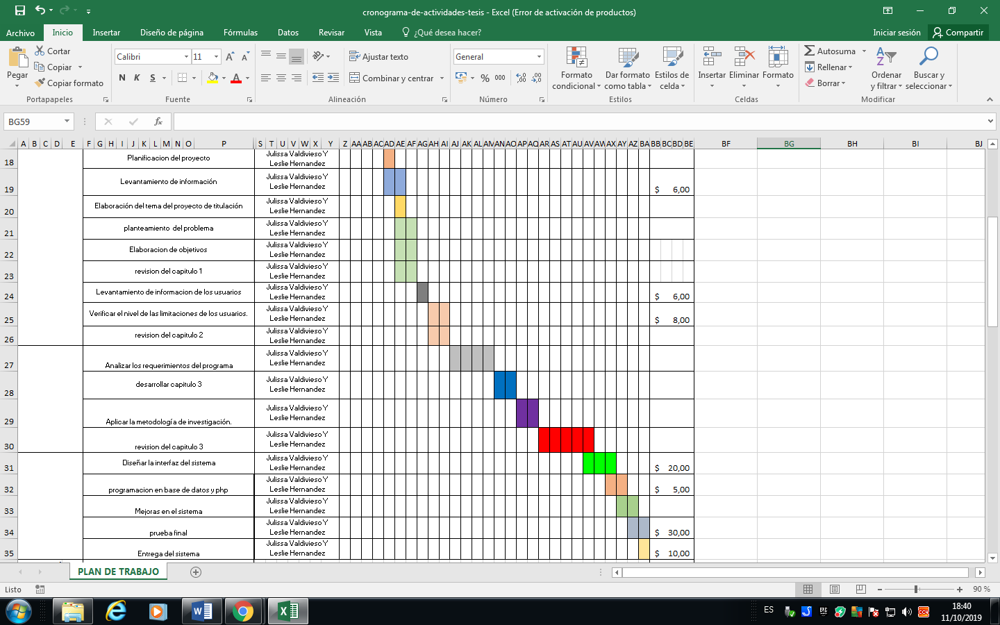 cronograma-de-actividades-tesis - Excel (Error de activación de productos)
Archivo Inicio Insertar Diseño de página Fórmulas Datos Revisar Vista ¿Qué desea hacer? Iniciar sesión Compartir
Pegar
Cortar
Copiar
Copiar formato
Portapapeles
Calibri 11
N K S
Fuente
Ajustar texto
Combinar y centrar
Alineación
General
% 000
Número
Formato condicional
Dar formato como tabla
Estilos de celda
Estilos
Insertar Eliminar Formato
Celdas
Autosuma
Rellenar
Borrar
Ordenar y filtrar
Buscar y seleccionar
Modificar
BG59 fx
A B C D E F G H I J K L M N O P S T U V W X Y Z AA AB AC AD AE AF AG AH AI AJ AK AL AM AN AO AP AQ AR AS AT AU AV AW AX AY AZ BA BB BC BD BE BF BG BH BI BJ
18 Planificacion del proyecto Julissa Valdivieso Y Leslie Hernandez
19 Levantamiento de información Julissa Valdivieso Y Leslie Hernandez $ 6,00
20 Elaboración del tema del proyecto de titulación Julissa Valdivieso Y Leslie Hernandez
21 planteamiento del problema Julissa Valdivieso Y Leslie Hernandez
22 Elaboracion de objetivos Julissa Valdivieso Y Leslie Hernandez
23 revision del capitulo 1 Julissa Valdivieso Y Leslie Hernandez
24 Levantamiento de informacion de los usuarios Julissa Valdivieso Y Leslie Hernandez $ 6,00
25 Verificar el nivel de las limitaciones de los usuarios. Julissa Valdivieso Y Leslie Hernandez $ 8,00
26 revision del capitulo 2 Julissa Valdivieso Y Leslie Hernandez
27 Analizar los requerimientos del programa Julissa Valdivieso Y Leslie Hernandez
28 desarrollar capitulo 3 Julissa Valdivieso Y Leslie Hernandez
29 Aplicar la metodología de investigación. Julissa Valdivieso Y Leslie Hernandez
30 revision del capitulo 3 Julissa Valdivieso Y Leslie Hernandez
31 Diseñar la interfaz del sistema Julissa Valdivieso Y Leslie Hernandez $ 20,00
32 programacion en base de datos y php Julissa Valdivieso Y Leslie Hernandez $ 5,00
33 Mejoras en el sistema Julissa Valdivieso Y Leslie Hernandez
34 prueba final Julissa Valdivieso Y Leslie Hernandez $ 30,00
35 Entrega del sistema Julissa Valdivieso Y Leslie Hernandez $ 10,00
PLAN DE TRABAJO
Listo 90 %
ES 18:40
11/10/2019